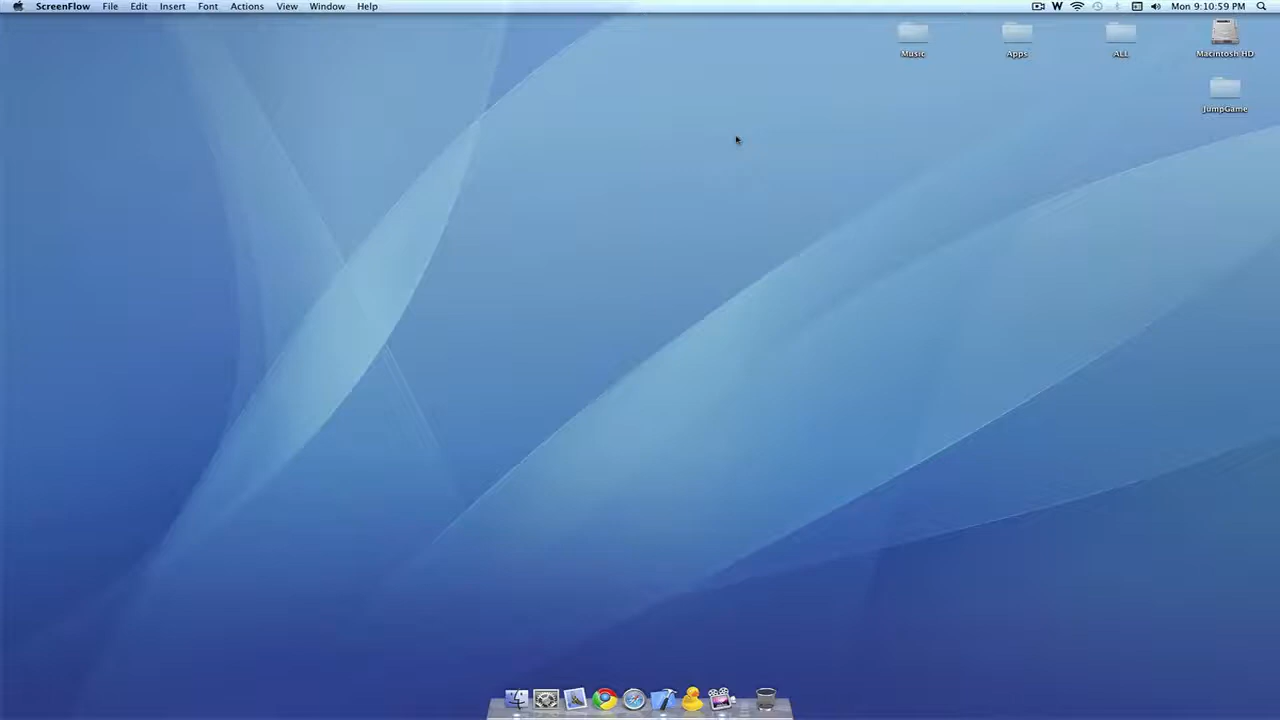 ScreenFlow File Edit Insert Font Actions View Window Help W Mon 9:10:59 PM
Music Apps ALL Macintosh HD
JumpGame